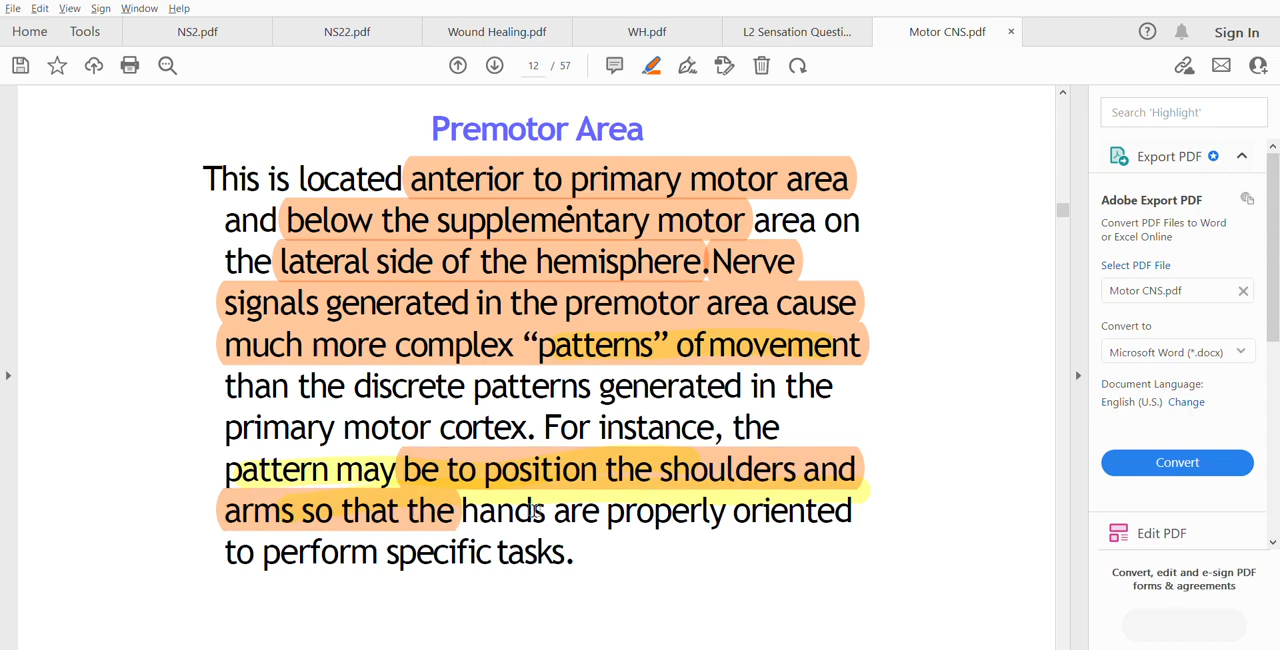 File Edit View Sign Window Help
Home Tools NS2.pdf NS22.pdf Wound Healing.pdf WH.pdf L2 Sensation Questi... Motor CNS.pdf × ? Sign In
12 / 57
Premotor Area
This is located anterior to primary motor area
and below the supplementary motor area on
the lateral side of the hemisphere.Nerve
signals generated in the premotor area cause
much more complex “patterns” of movement
than the discrete patterns generated in the
primary motor cortex. For instance, the
pattern may be to position the shoulders and
arms so that the hands are properly oriented
to perform specific tasks.
Search 'Highlight'
Export PDF
Adobe Export PDF
Convert PDF Files to Word
or Excel Online
Select PDF File
Motor CNS.pdf
Convert to
Microsoft Word (*.docx)
Document Language:
English (U.S.) Change
Convert
Edit PDF
Convert, edit and e-sign PDF
forms & agreements